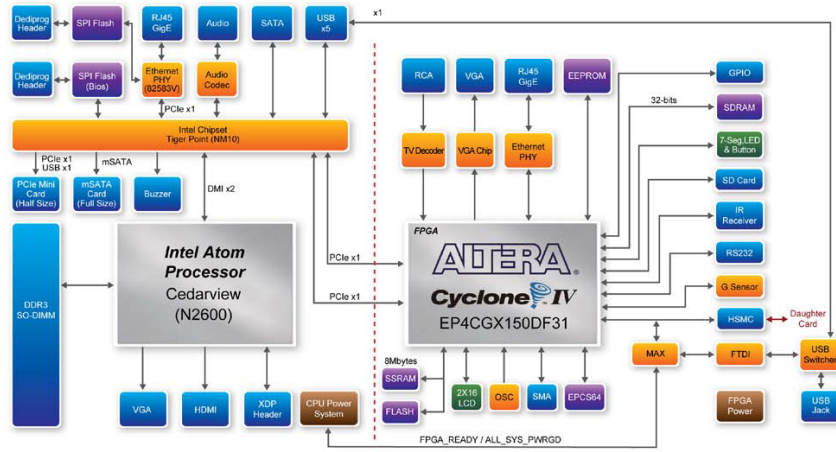 Dediprog
Header
SPI Flash
RJ45
GigE
Audio
SATA
USB
x5
x1
Dediprog
Header
SPI Flash
(Bios)
Ethernet
PHY
(82583V)
Audio
Codec
PCIe x1
Intel Chipset
Tiger Point (NM10)
PCIe x1
USB x1
mSATA
PCIe Mini
Card
(Half Size)
mSATA
Card
(Full Size)
Buzzer
DMI x2
DDR3
SO-DIMM
Intel Atom
Processor
Cedarview
(N2600)
VGA
HDMI
XDP
Header
CPU Power
System
PCIe x1
PCIe x1
RCA
VGA
RJ45
GigE
EEPROM
TV Decoder
VGA Chip
Ethernet
PHY
FPGA
ALTERA
Cyclone IV
EP4CGX150DF31
8Mbytes
SSRAM
FLASH
2X16
LCD
OSC
SMA
EPCS64
32-bits
GPIO
SDRAM
7-Seg,LED
& Button
SD Card
IR
Receiver
RS232
G Sensor
HSMC
Daughter
Card
MAX
FTDI
USB
Switcher
FPGA
Power
USB
Jack
FPGA_READY / ALL_SYS_PWRGD